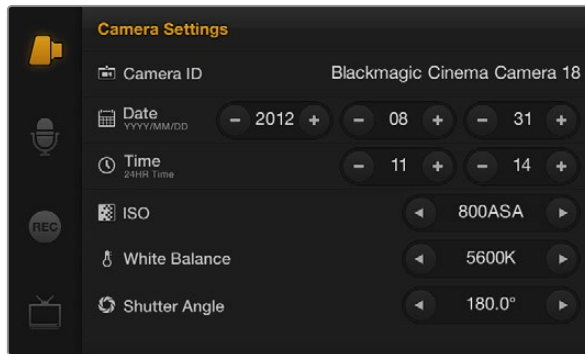 Camera Settings
Camera ID Blackmagic Cinema Camera 18
Date - 2012 + - 08 + - 31 +
YYYY/MM/DD
Time - 11 + - 14 +
24HR Time
REC
ISO 800ASA
White Balance 5600K
Shutter Angle 180.0°